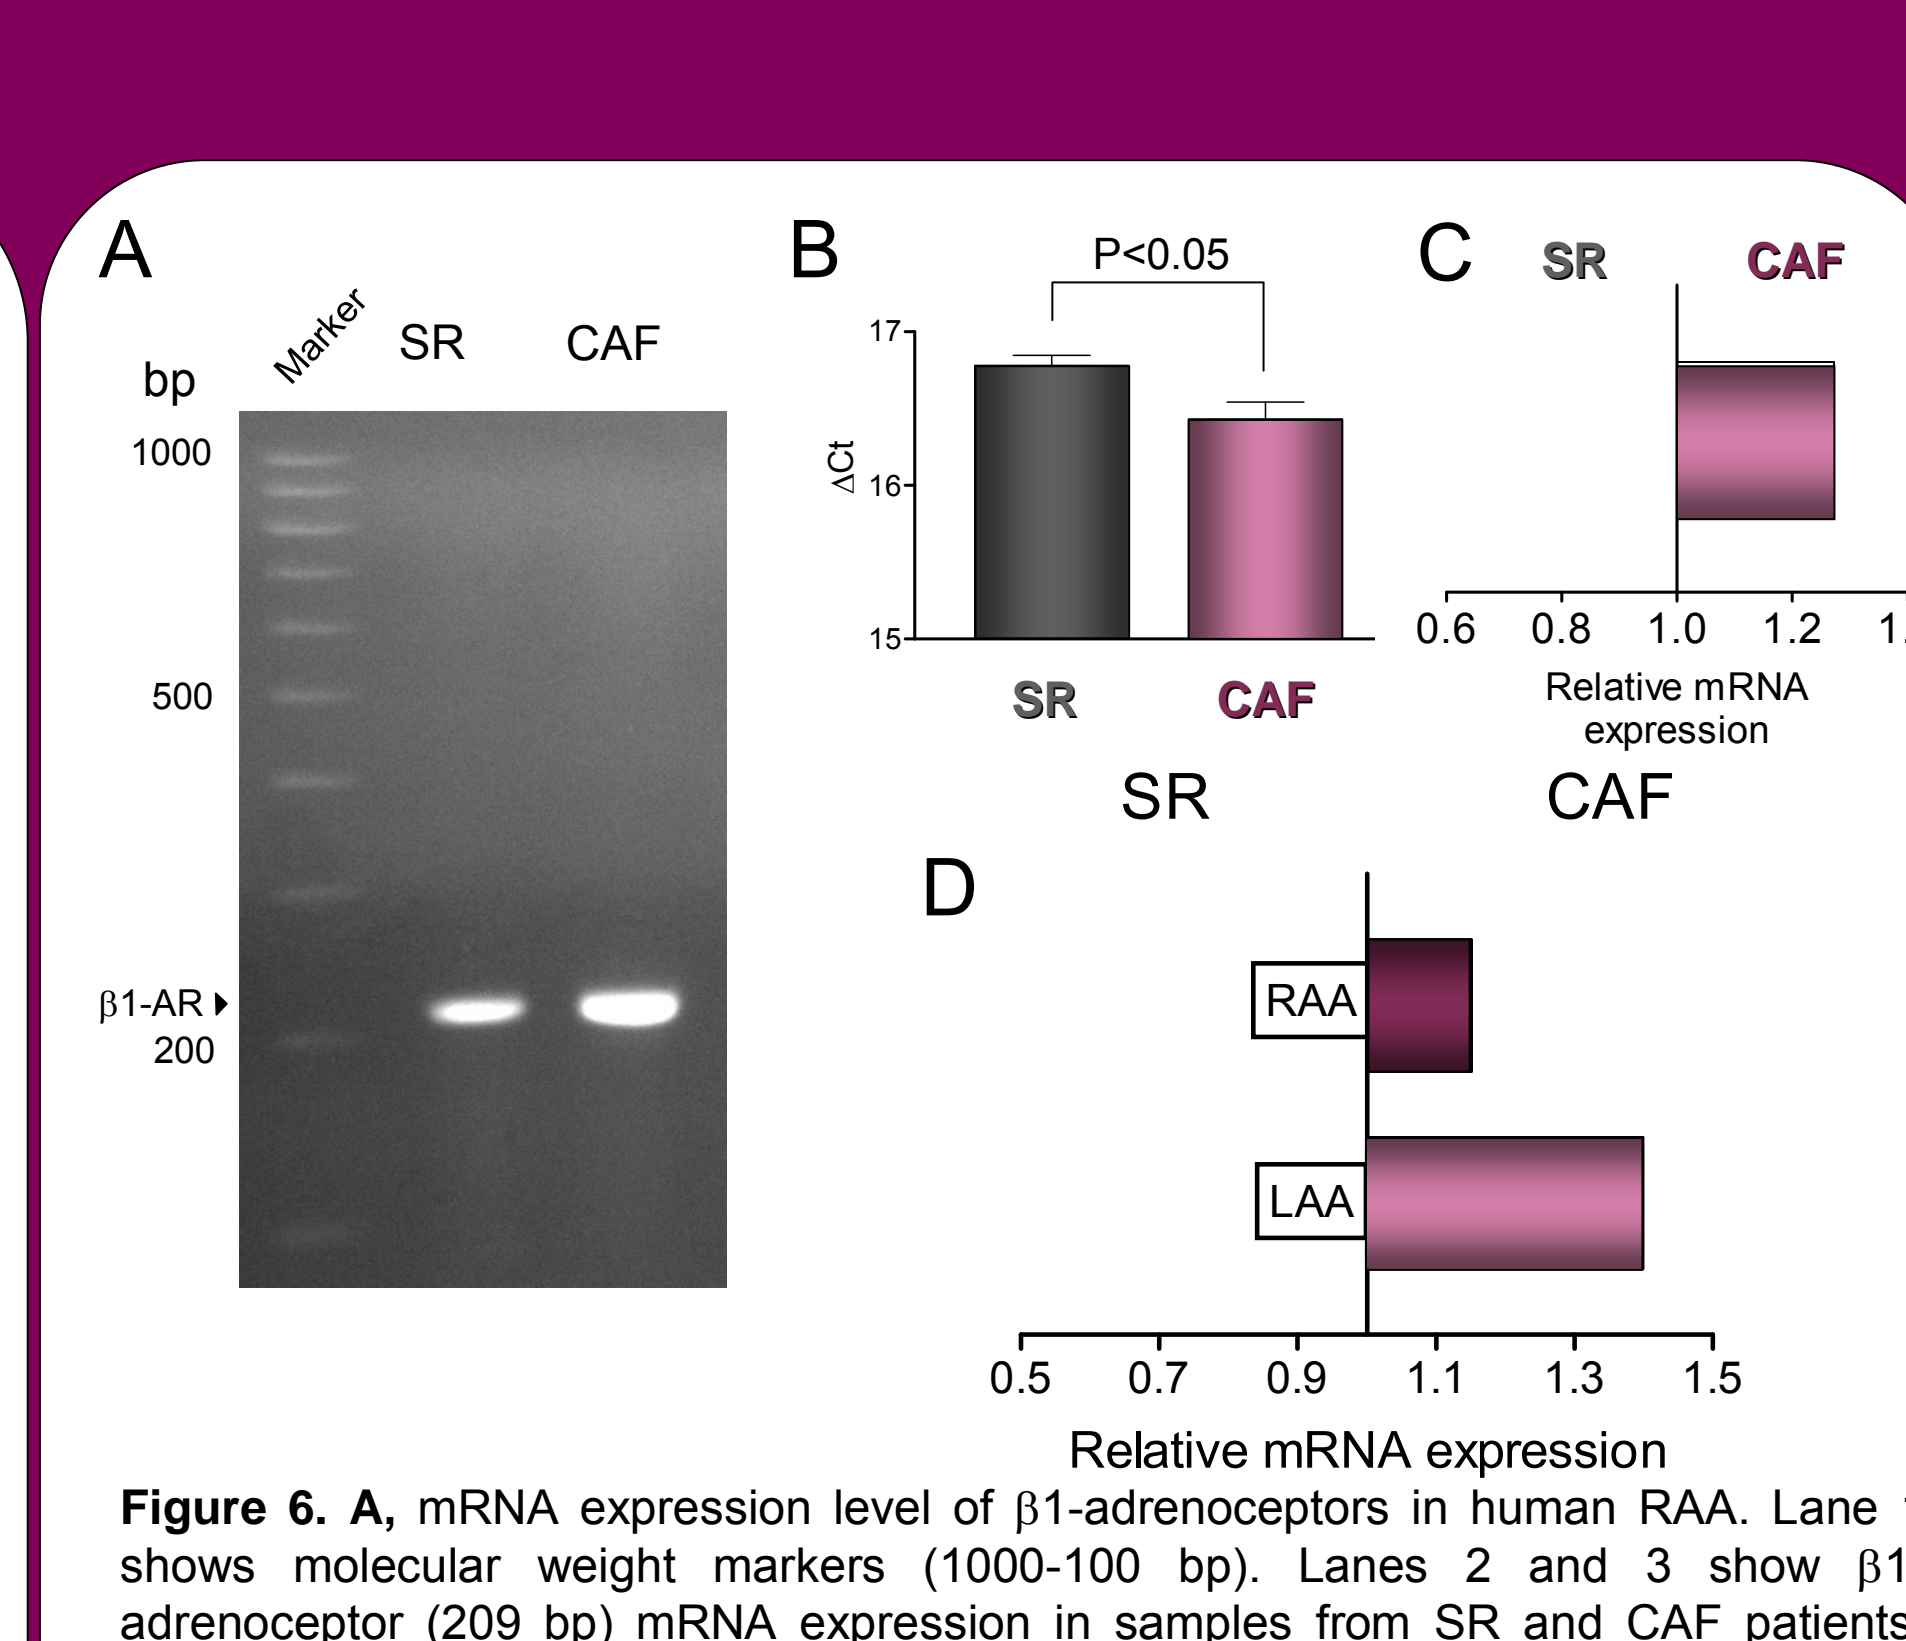 A
Marker
SR
CAF
bp
1000
500
β1-AR
200
B
P<0.05
17
16
15
ΔCt
SR
CAF
C
SR
CAF
0.6 0.8 1.0 1.2
Relative mRNA
expression
SR
CAF
D
RAA
LAA
0.5 0.7 0.9 1.1 1.3 1.5
Relative mRNA expression
Figure 6. A, mRNA expression level of β1-adrenoceptors in human RAA. Lane
shows molecular weight markers (1000-100 bp). Lanes 2 and 3 show β1
adrenoceptor (209 bp) mRNA expression in samples from SR and CAF patients